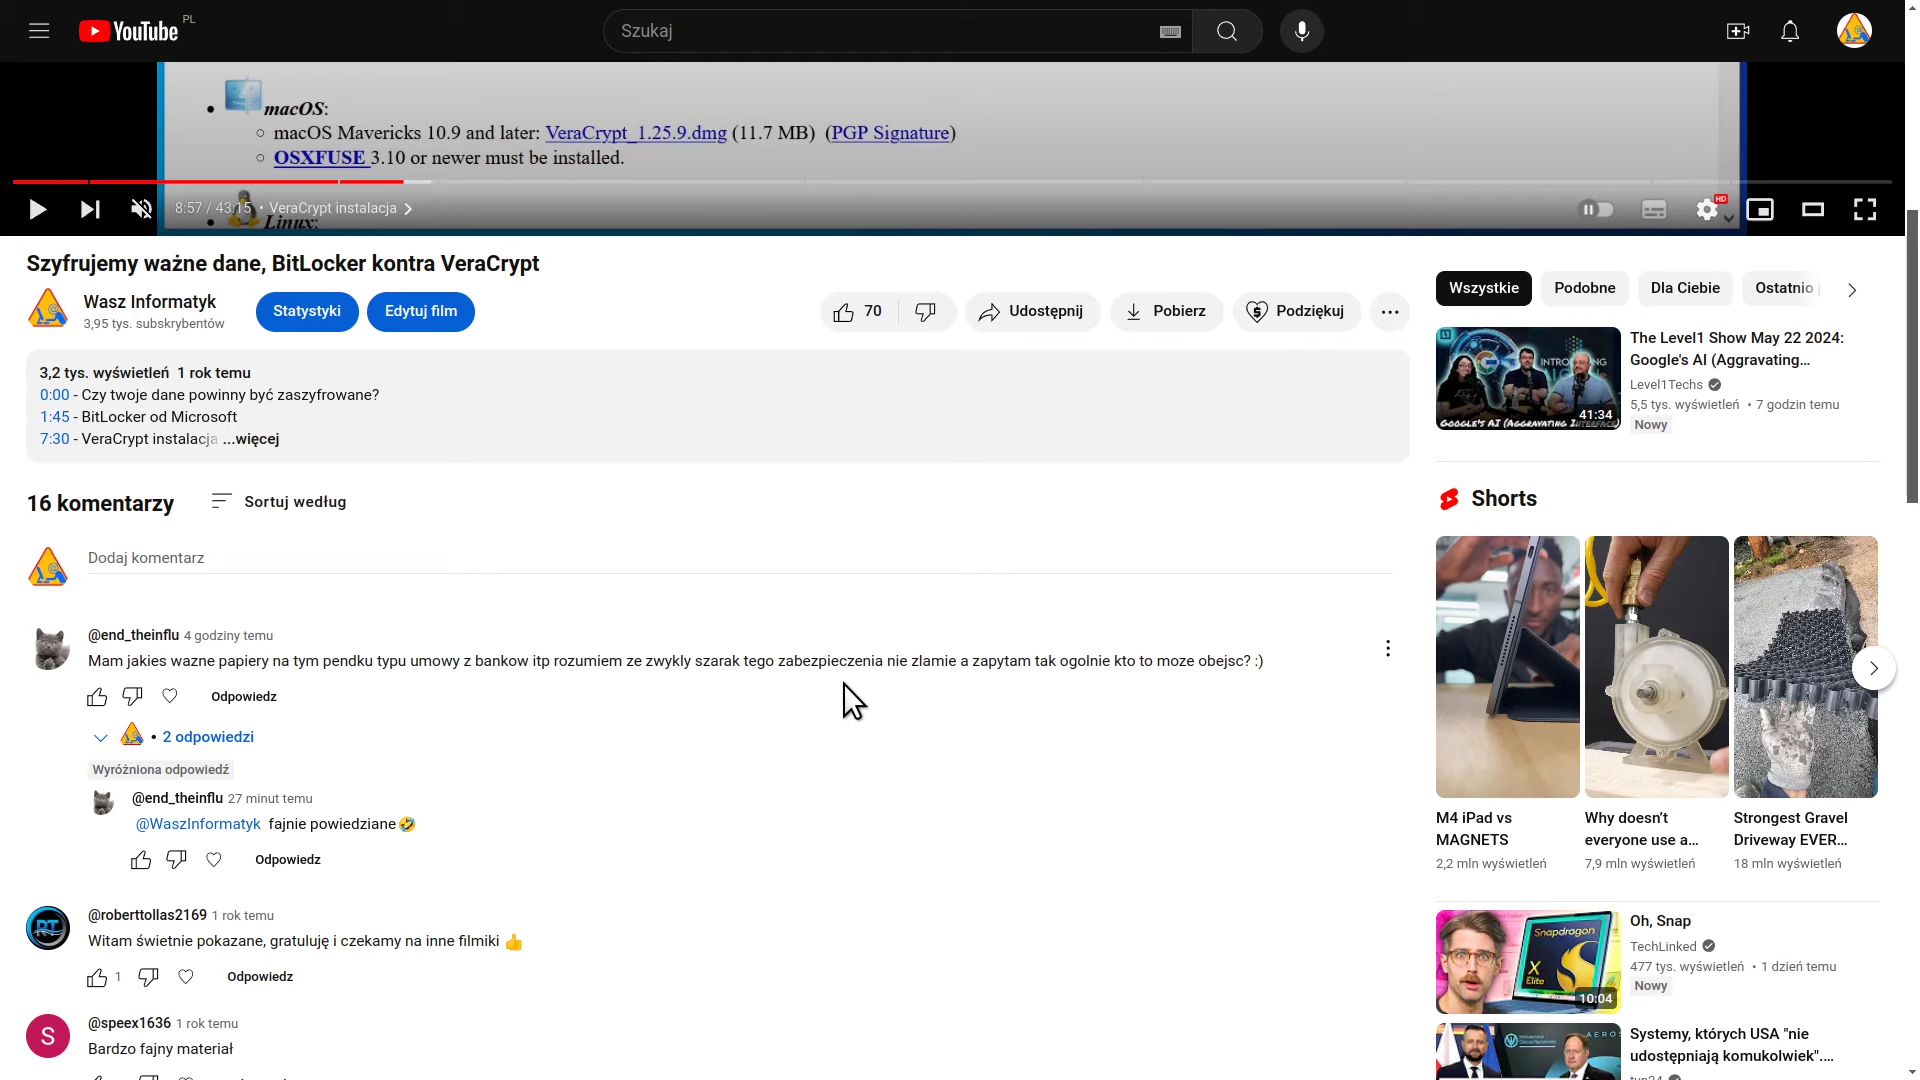 YouTube PL
Szukaj
macOS:
macOS Mavericks 10.9 and later: VeraCrypt_1.25.9.dmg (11.7 MB) (PGP Signature)
OSXFUSE 3.10 or newer must be installed.
Linux:
8:57 / 43:15 • VeraCrypt instalacja
HD
Szyfrujemy ważne dane, BitLocker kontra VeraCrypt
Wasz Informatyk
3,95 tys. subskrybentów
Statystyki
Edytuj film
70
Udostępnij
Pobierz
Podziękuj
3,2 tys. wyświetleń 1 rok temu
0:00 - Czy twoje dane powinny być zaszyfrowane?
1:45 - BitLocker od Microsoft
7:30 - VeraCrypt instalacja ...więcej
16 komentarzy
Sortuj według
Dodaj komentarz
@end_theinflu 4 godziny temu
Mam jakies wazne papiery na tym pendku typu umowy z bankow itp rozumiem ze zwykly szarak tego zabezpieczenia nie zlamie a zapytam tak ogolnie kto to moze obejsc? :)
Odpowiedz
• 2 odpowiedzi
Wyróżniona odpowiedź
@end_theinflu 27 minut temu
@WaszInformatyk fajnie powiedziane🤣
Odpowiedz
RT
@roberttollas2169 1 rok temu
Witam świetnie pokazane, gratuluję i czekamy na inne filmiki 👍
1
Odpowiedz
S
@speex1636 1 rok temu
Bardzo fajny materiał
Wszystkie
Podobne
Dla Ciebie
Ostatnio
41:34
GOOGLE'S AI (AGGRAVATING INTERFACE)
The Level1 Show May 22 2024:
Google's AI (Aggravating...
Level1Techs
5,5 tys. wyświetleń • 7 godzin temu
Nowy
Shorts
M4 iPad vs
MAGNETS
2,2 mln wyświetleń
Why doesn't
everyone use a...
7,9 mln wyświetleń
Strongest Gravel
Driveway EVER...
18 mln wyświetleń
Snapdragon
X
Elite
10:04
Oh, Snap
TechLinked
477 tys. wyświetleń • 1 dzień temu
Nowy
AEROS
Systemy, których USA "nie
udostępniają komukolwiek"....
tvn24